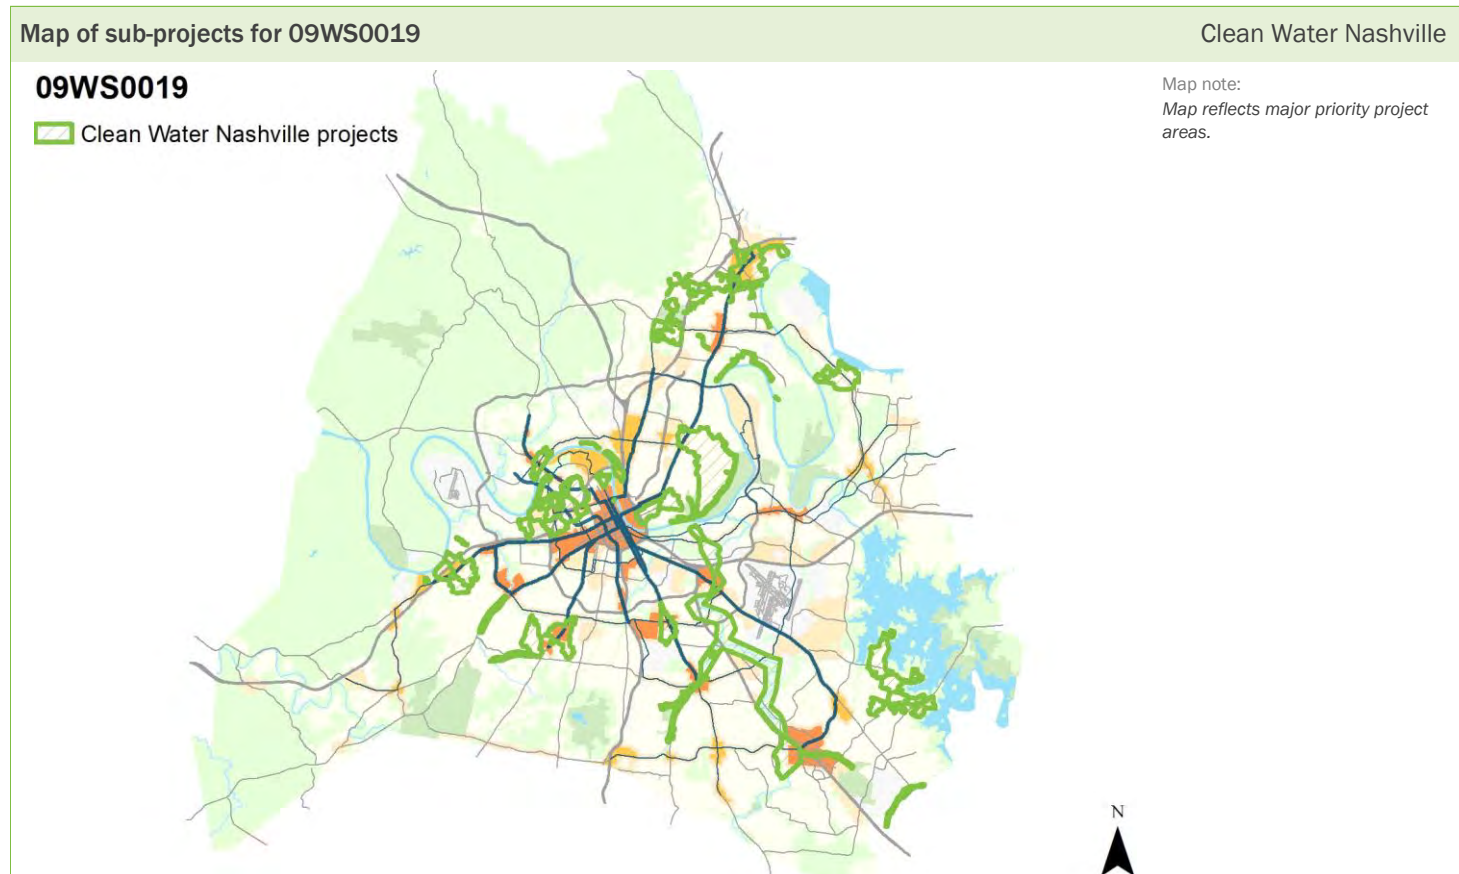 Map of sub-projects for 09WS0019
Clean Water Nashville
09WS0019
Clean Water Nashville projects
Map note:
Map reflects major priority project
areas.
N